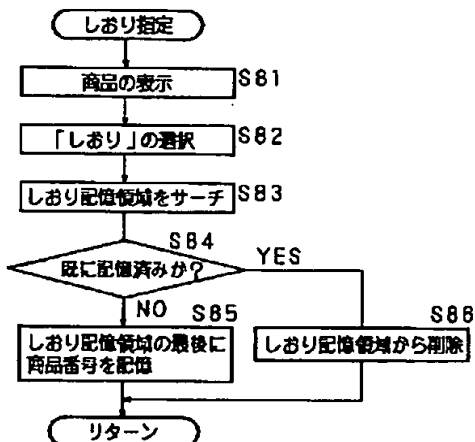 しおり指定
商品の表示
S81
「しおり」の選択
S82
しおり記憶領域をサーチ
S83
S84
既に記憶済みか?
YES
NO
S85
しおり記憶領域の最後に
商品番号を記憶
S86
しおり記憶領域から削除
リターン